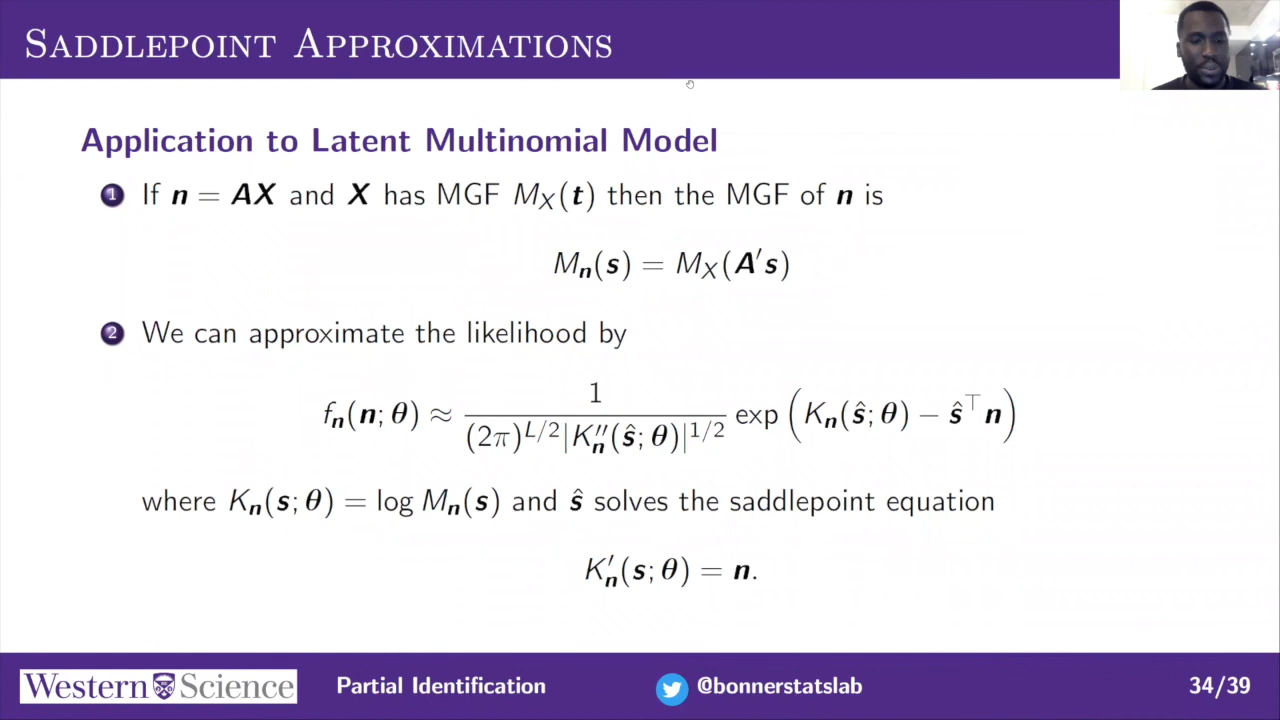 SADDLEPOINT APPROXIMATIONS
Application to Latent Multinomial Model
1 If n = AX and X has MGF M_X(t) then the MGF of n is
M_n(s) = M_X(A′s)
2 We can approximate the likelihood by
f_n(n; θ) ≈ 1 / ((2π)^{L/2} |K″_n(ŝ; θ)|^{1/2}) exp (K_n(ŝ; θ) − ŝ^⊤ n)
where K_n(s; θ) = log M_n(s) and ŝ solves the saddlepoint equation
K′_n(s; θ) = n.
Western Science
Partial Identification
@bonnerstatslab
34/39